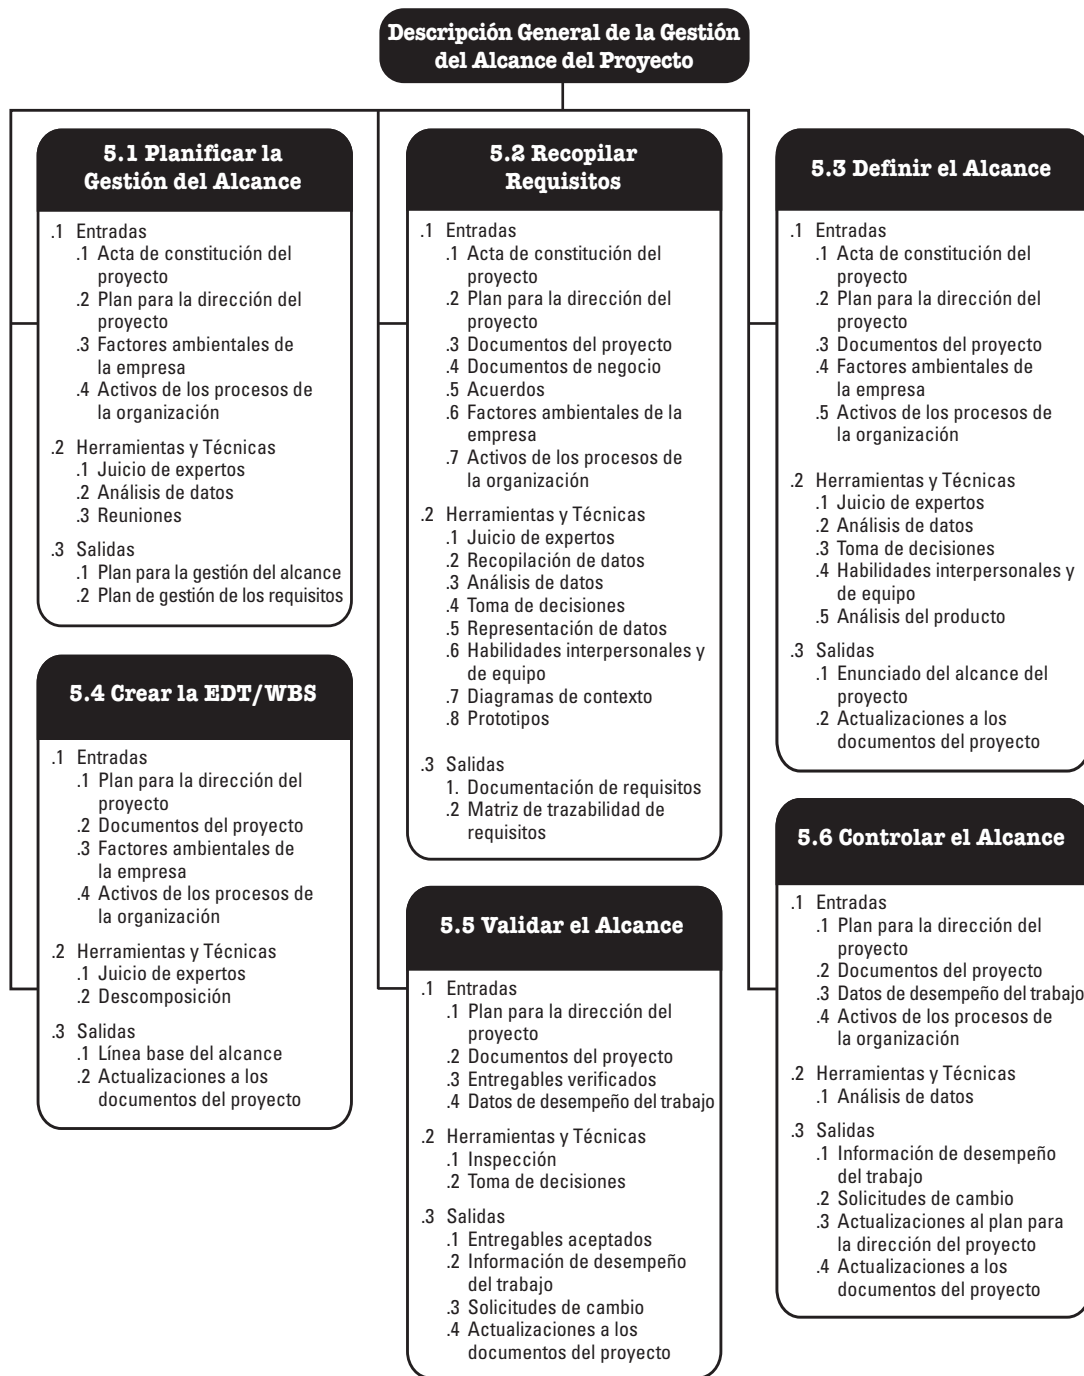 Descripción General de la Gestión
del Alcance del Proyecto
5.1 Planificar la
Gestión del Alcance
.1 Entradas
.1 Acta de constitución del
proyecto
.2 Plan para la dirección del
proyecto
.3 Factores ambientales de
la empresa
.4 Activos de los procesos de
la organización
.2 Herramientas y Técnicas
.1 Juicio de expertos
.2 Análisis de datos
.3 Reuniones
.3 Salidas
.1 Plan para la gestión del alcance
.2 Plan de gestión de los requisitos
5.2 Recopilar
Requisitos
.1 Entradas
.1 Acta de constitución del
proyecto
.2 Plan para la dirección del
proyecto
.3 Documentos del proyecto
.4 Documentos de negocio
.5 Acuerdos
.6 Factores ambientales de la
empresa
.7 Activos de los procesos de
la organización
.2 Herramientas y Técnicas
.1 Juicio de expertos
.2 Recopilación de datos
.3 Análisis de datos
.4 Toma de decisiones
.5 Representación de datos
.6 Habilidades interpersonales y
de equipo
.7 Diagramas de contexto
.8 Prototipos
.3 Salidas
1. Documentación de requisitos
.2 Matriz de trazabilidad de
requisitos
5.3 Definir el Alcance
.1 Entradas
.1 Acta de constitución del
proyecto
.2 Plan para la dirección del
proyecto
.3 Documentos del proyecto
.4 Factores ambientales de
la empresa
.5 Activos de los procesos de
la organización
.2 Herramientas y Técnicas
.1 Juicio de expertos
.2 Análisis de datos
.3 Toma de decisiones
.4 Habilidades interpersonales y
de equipo
.5 Análisis del producto
.3 Salidas
.1 Enunciado del alcance del
proyecto
.2 Actualizaciones a los
documentos del proyecto
5.4 Crear la EDT/WBS
.1 Entradas
.1 Plan para la dirección del
proyecto
.2 Documentos del proyecto
.3 Factores ambientales de
la empresa
.4 Activos de los procesos de
la organización
.2 Herramientas y Técnicas
.1 Juicio de expertos
.2 Descomposición
.3 Salidas
.1 Línea base del alcance
.2 Actualizaciones a los
documentos del proyecto
5.5 Validar el Alcance
.1 Entradas
.1 Plan para la dirección del
proyecto
.2 Documentos del proyecto
.3 Entregables verificados
.4 Datos de desempeño del trabajo
.2 Herramientas y Técnicas
.1 Inspección
.2 Toma de decisiones
.3 Salidas
.1 Entregables aceptados
.2 Información de desempeño
del trabajo
.3 Solicitudes de cambio
.4 Actualizaciones a los
documentos del proyecto
5.6 Controlar el Alcance
.1 Entradas
.1 Plan para la dirección del
proyecto
.2 Documentos del proyecto
.3 Datos de desempeño del trabajo
.4 Activos de los procesos de
la organización
.2 Herramientas y Técnicas
.1 Análisis de datos
.3 Salidas
.1 Información de desempeño
del trabajo
.2 Solicitudes de cambio
.3 Actualizaciones al plan para
la dirección del proyecto
.4 Actualizaciones a los
documentos del proyecto